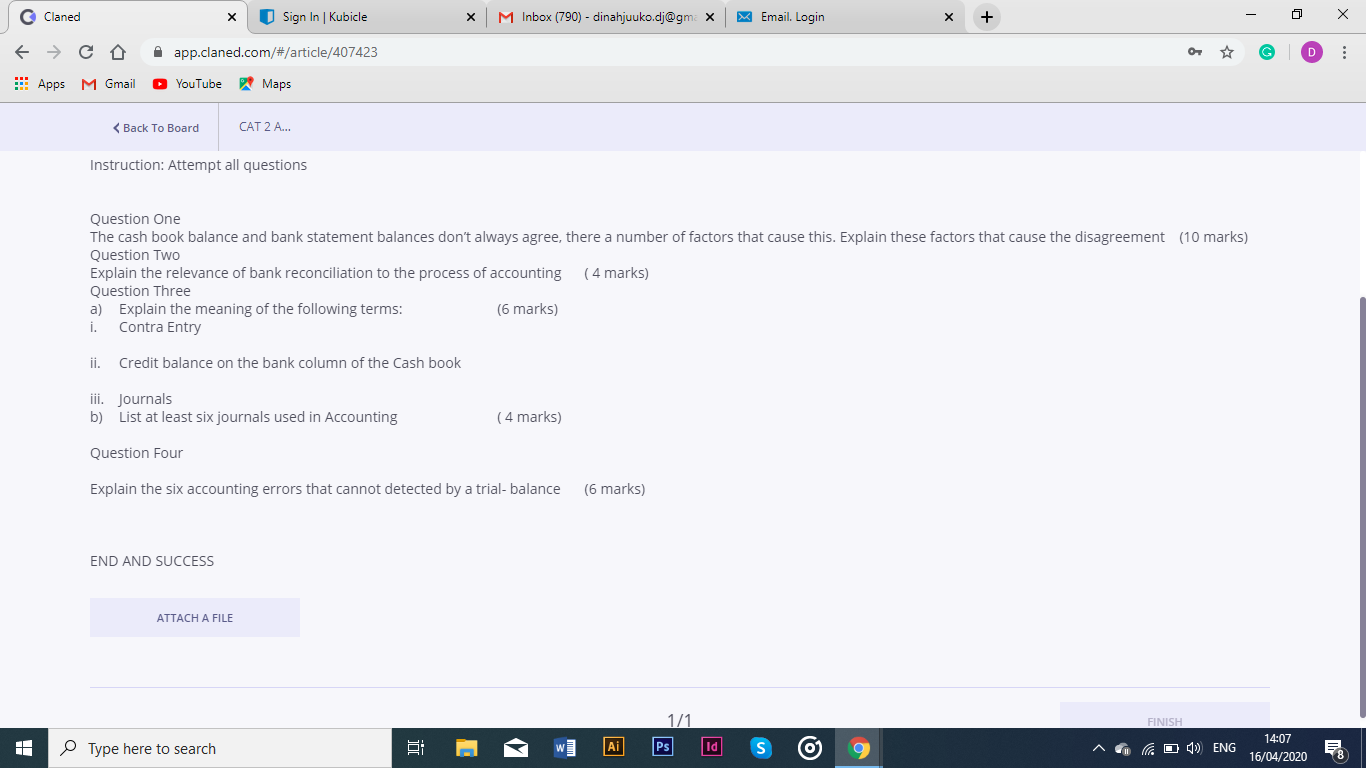 Claned
Sign In | Kubicle
Inbox (790) - dinahjuuko.dj@gma
Email. Login
app.claned.com/#/article/407423
D
Apps
Gmail
YouTube
Maps
Back To Board
CAT 2 A...
Instruction: Attempt all questions
Question One
The cash book balance and bank statement balances don't always agree, there a number of factors that cause this. Explain these factors that cause the disagreement (10 marks)
Question Two
Explain the relevance of bank reconciliation to the process of accounting ( 4 marks)
Question Three
a) Explain the meaning of the following terms: (6 marks)
i. Contra Entry
ii. Credit balance on the bank column of the Cash book
iii. Journals
b) List at least six journals used in Accounting ( 4 marks)
Question Four
Explain the six accounting errors that cannot detected by a trial- balance (6 marks)
END AND SUCCESS
ATTACH A FILE
1/1
FINISH
Type here to search
Ai
Ps
Id
ENG
14:07
16/04/2020
8